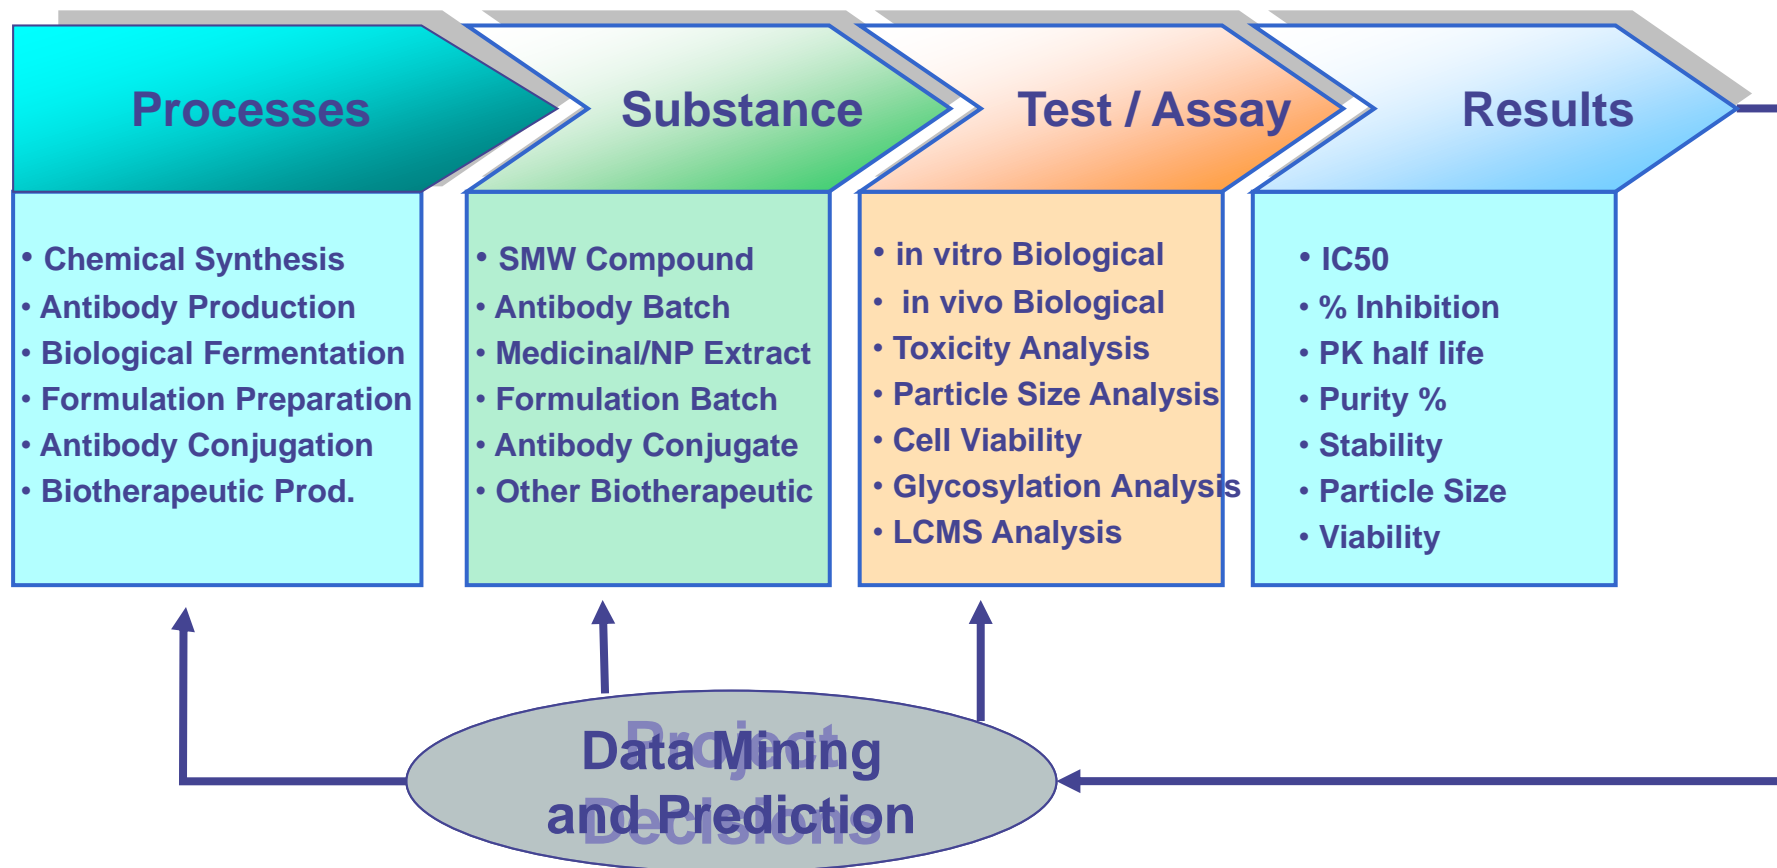 Processes
• Chemical Synthesis
• Antibody Production
• Biological Fermentation
• Formulation Preparation
• Antibody Conjugation
• Biotherapeutic Prod.
Substance
• SMW Compound
• Antibody Batch
• Medicinal/NP Extract
• Formulation Batch
• Antibody Conjugate
• Other Biotherapeutic
Test / Assay
• in vitro Biological
• in vivo Biological
• Toxicity Analysis
• Particle Size Analysis
• Cell Viability
• Glycosylation Analysis
• LCMS Analysis
Results
• IC50
• % Inhibition
• PK half life
• Purity %
• Stability
• Particle Size
• Viability
Project
Decisions
Data Mining
and Prediction